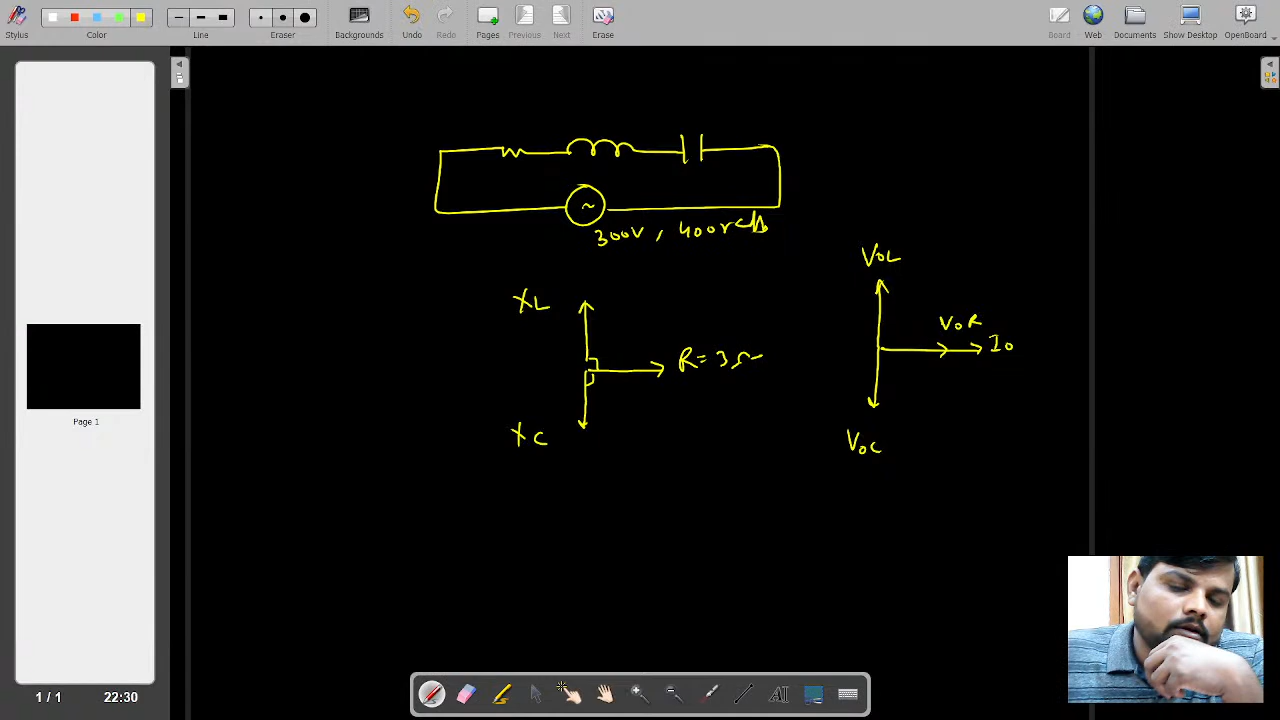 Stylus
Color
Line
Eraser
Backgrounds
Undo
Redo
Pages
Previous
Next
Erase
Board
Web
Documents
Show Desktop
OpenBoard
~
300V, 400rad/s
VOL
XL
VOR
R = 3Ω
IO
XC
VOC
Page 1
1 / 1
22:30
AI